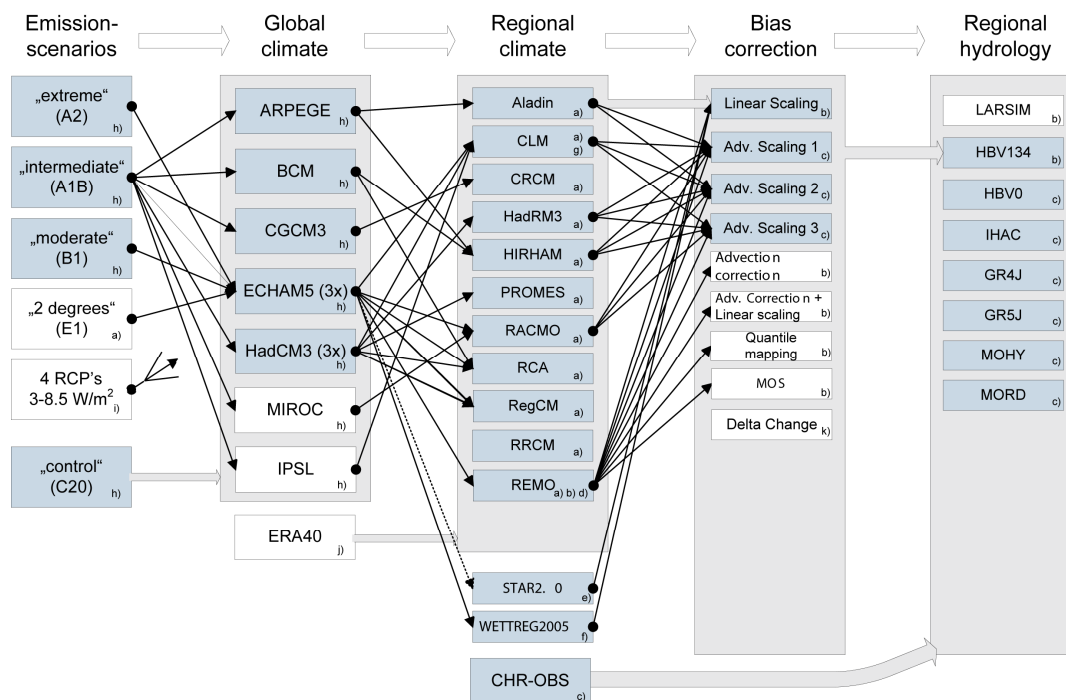 Emission-
scenarios
Global
climate
Regional
climate
Bias
correction
Regional
hydrology
„extreme“
(A2)
h)
„intermediate“
(A1B)
h)
„moderate“
(B1)
h)
„2 degrees“
(E1)
a)
4 RCP's
3-8.5 W/m²
i)
„control“
(C20)
h)
ARPEGE
h)
BCM
h)
CGCM3
h)
ECHAM5 (3x)
h)
HadCM3 (3x)
h)
MIROC
h)
IPSL
h)
ERA40
j)
Aladin
a)
CLM
a)
g)
CRCM
a)
HadRM3
a)
HIRHAM
a)
PROMES
a)
RACMO
a)
RCA
a)
RegCM
a)
RRCM
a)
REMO
a) b) d)
STAR2. 0
e)
WETTREG2005
f)
CHR-OBS
c)
Linear Scaling
b)
Adv. Scaling 1
c)
Adv. Scaling 2
c)
Adv. Scaling 3
c)
Advection
correction
b)
Adv. Correction +
Linear scaling
b)
Quantile
mapping
b)
MOS
b)
Delta Change
k)
LARSIM
b)
HBV134
b)
HBV0
c)
IHAC
c)
GR4J
c)
GR5J
c)
MOHY
c)
MORD
c)